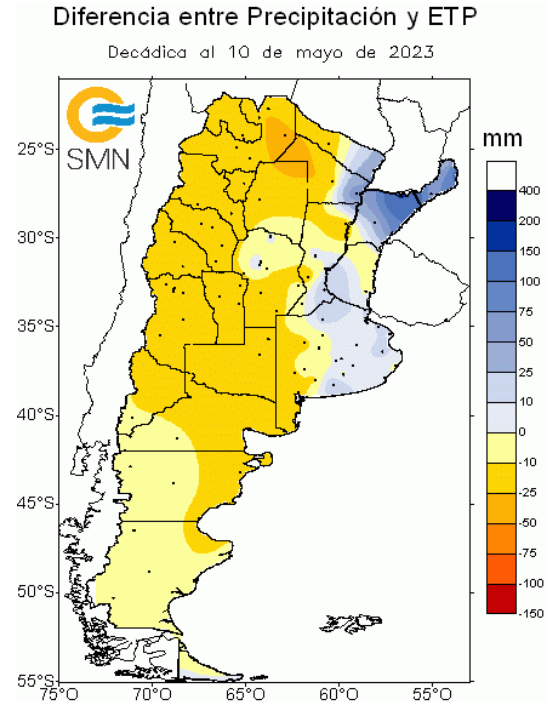 Diferencia entre Precipitación y ETP
Decádica al 10 de mayo de 2023
SMN
mm
25°S
30°S
35°S
40°S
45°S
50°S
55°S
75°O
70°O
65°O
60°O
55°O
400
200
150
100
75
50
25
10
0
-10
-25
-50
-75
-100
-150